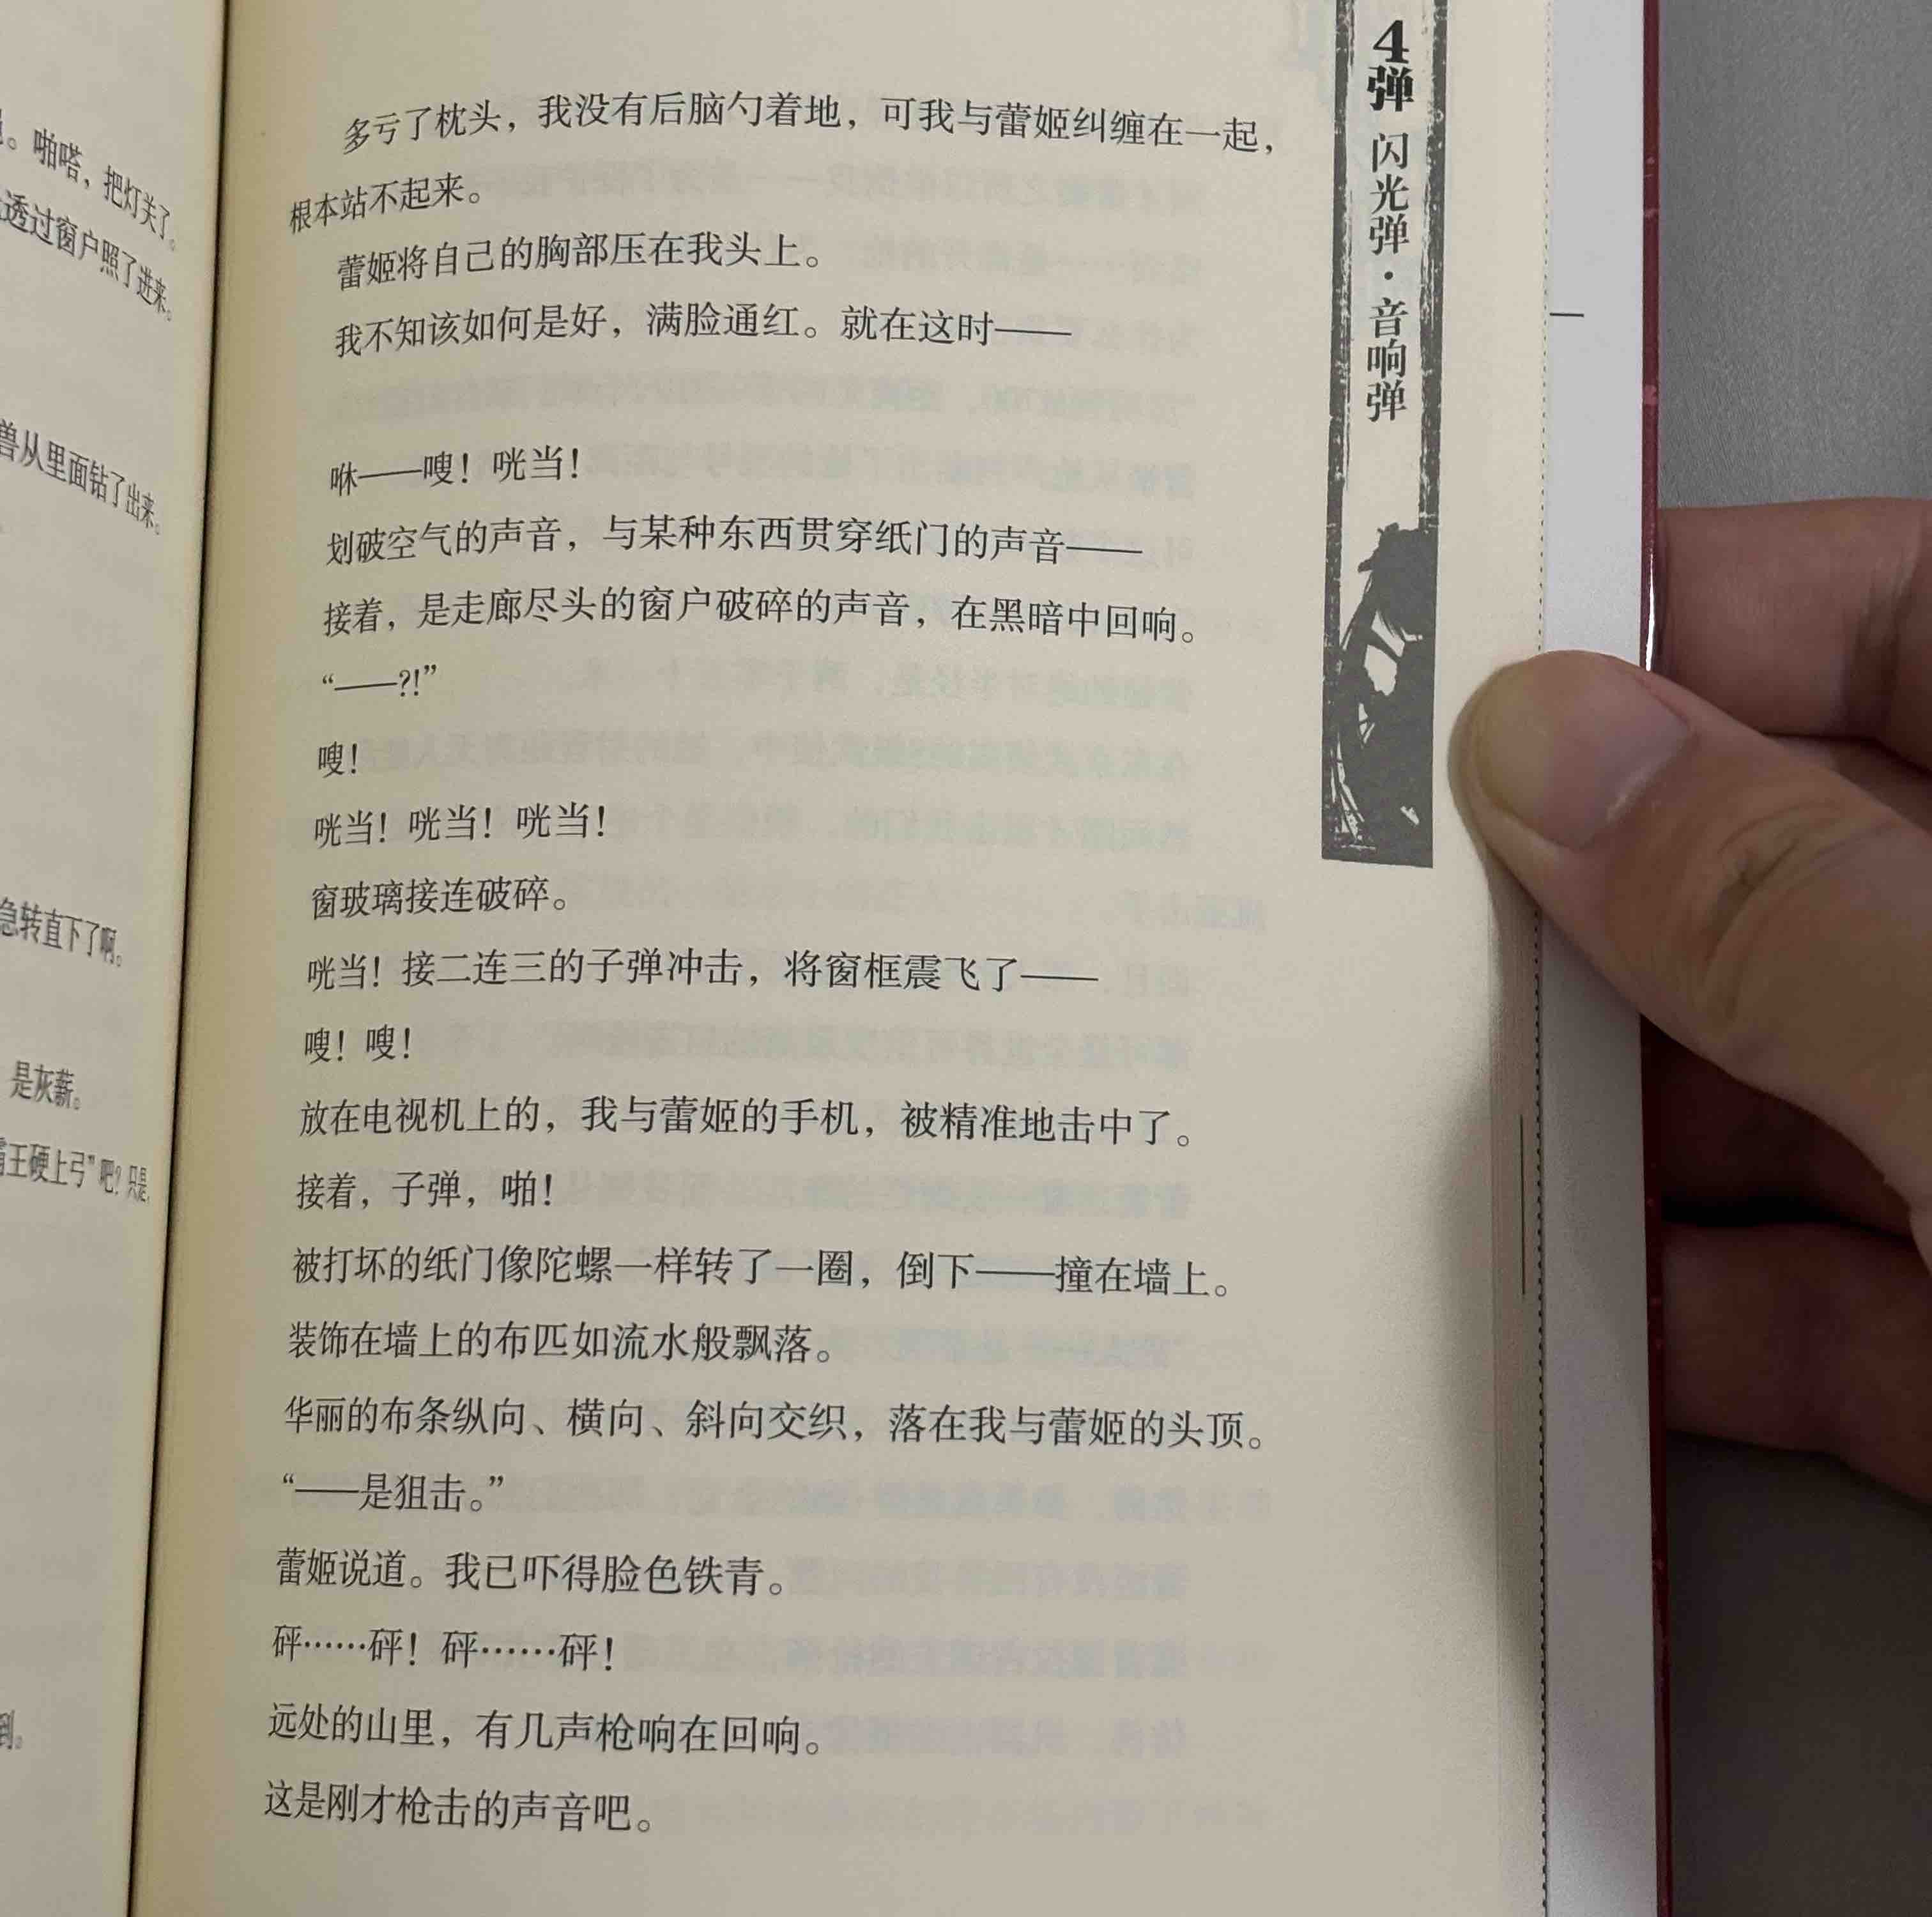 。啪嗒，把灯关了。
透过窗户照了进来。
兽从里面钻了出来。
急转直下了啊。
是灰薪。
霸王硬上弓”吧？只是，
到。
多亏了枕头，我没有后脑勺着地，可我与蕾姬纠缠在一起，
根本站不起来。
蕾姬将自己的胸部压在我头上。
我不知该如何是好，满脸通红。就在这时——
咻——嗖！咣当！
划破空气的声音，与某种东西贯穿纸门的声音——
接着，是走廊尽头的窗户破碎的声音，在黑暗中回响。
“——?!”
嗖！
咣当！咣当！咣当！
窗玻璃接连破碎。
咣当！接二连三的子弹冲击，将窗框震飞了——
嗖！嗖！
放在电视机上的，我与蕾姬的手机，被精准地击中了。
接着，子弹，啪！
被打坏的纸门像陀螺一样转了一圈，倒下——撞在墙上。
装饰在墙上的布匹如流水般飘落。
华丽的布条纵向、横向、斜向交织，落在我与蕾姬的头顶。
“——是狙击。”
蕾姬说道。我已吓得脸色铁青。
砰……砰！砰……砰！
远处的山里，有几声枪响在回响。
这是刚才枪击的声音吧。
4弹 闪光弹·音响弹